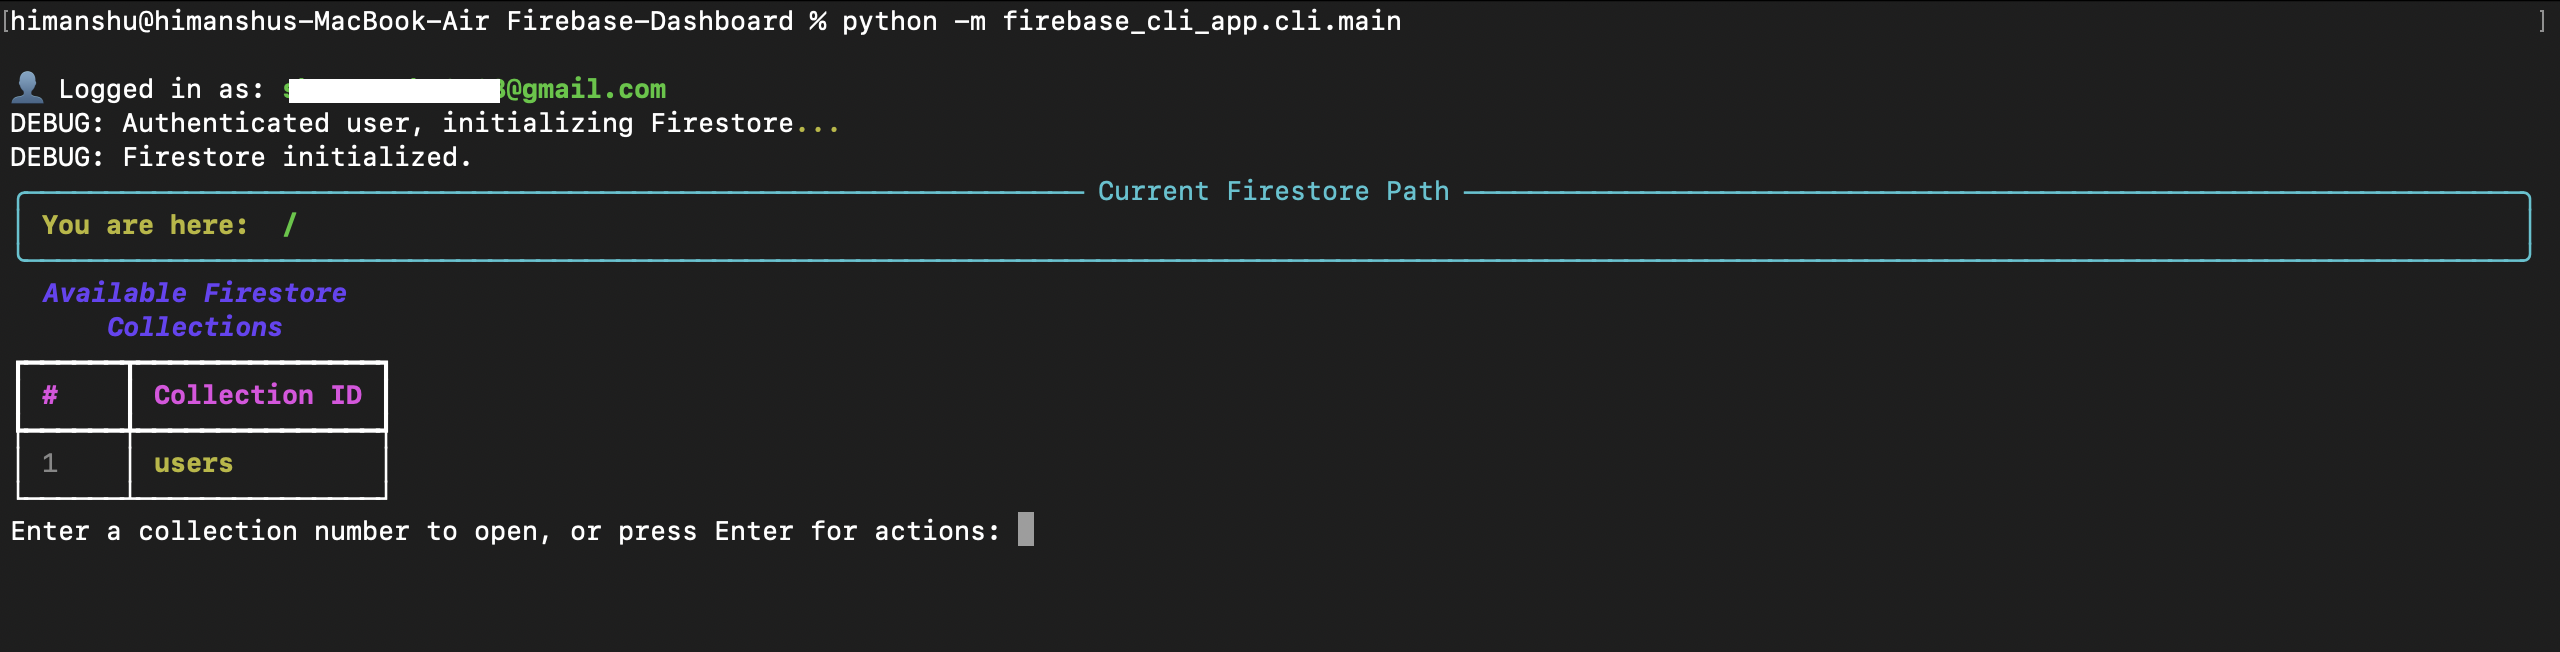 [himanshu@himanshus-MacBook-Air Firebase-Dashboard % python -m firebase_cli_app.cli.main ]
Logged in as: @gmail.com
DEBUG: Authenticated user, initializing Firestore...
DEBUG: Firestore initialized.
Current Firestore Path
You are here: /
Available Firestore
Collections
# Collection ID
1 users
Enter a collection number to open, or press Enter for actions: